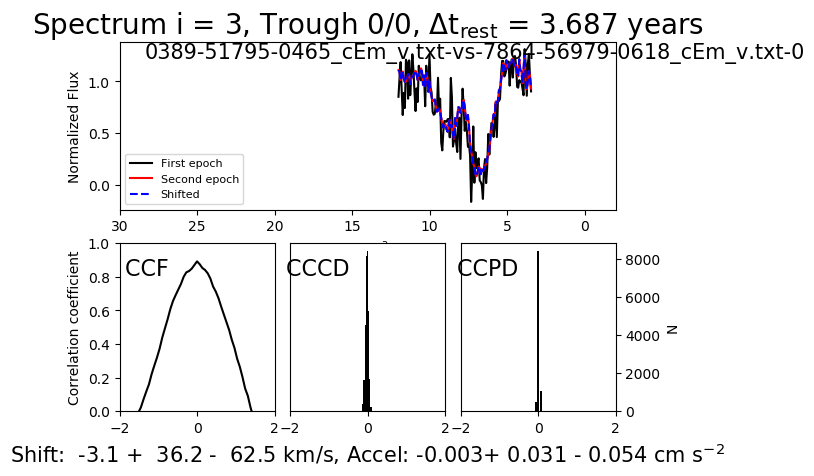 Spectrum i = 3, Trough 0/0, Δt_rest = 3.687 years
0389-51795-0465_cEm_v.txt-vs-7864-56979-0618_cEm_v.txt-0
Normalized Flux
1.0
0.5
0.0
First epoch
Second epoch
Shifted
30 25 20 15 10 5 0
Correlation coefficient
1.0
0.8
0.6
0.4
0.2
0.0
CCF
CCCD
CCPD
8000
6000
4000
2000
0
N
−2 0 2
−2 0 2
−2 0 2
Shift: -3.1 + 36.2 - 62.5 km/s, Accel: -0.003+ 0.031 - 0.054 cm s⁻²